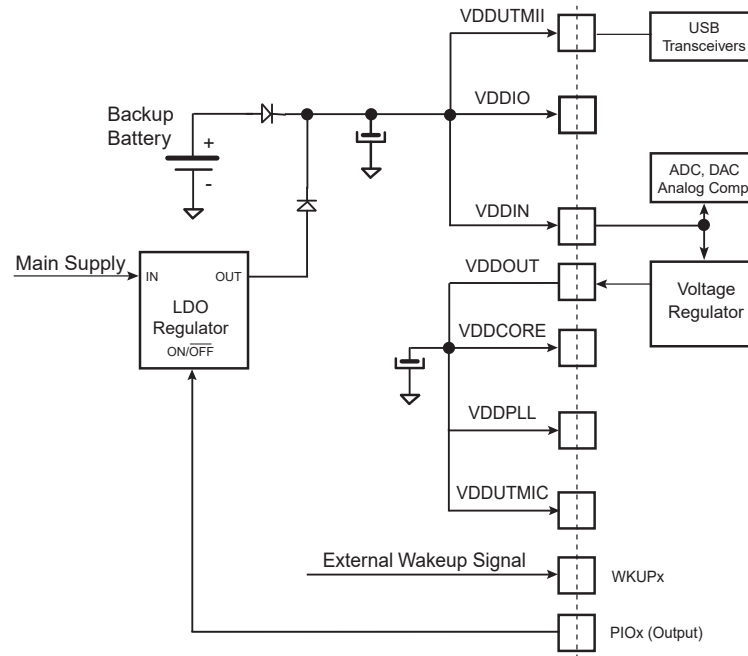 VDDUTMII
USB
Transceivers
Backup
Battery
+
-
VDDIO
ADC, DAC
Analog Comp.
VDDIN
Main Supply
IN
OUT
LDO
Regulator
ON/OFF
VDDOUT
Voltage
Regulator
VDDCORE
VDDPLL
VDDUTMIC
External Wakeup Signal
WKUPx
PIOx (Output)